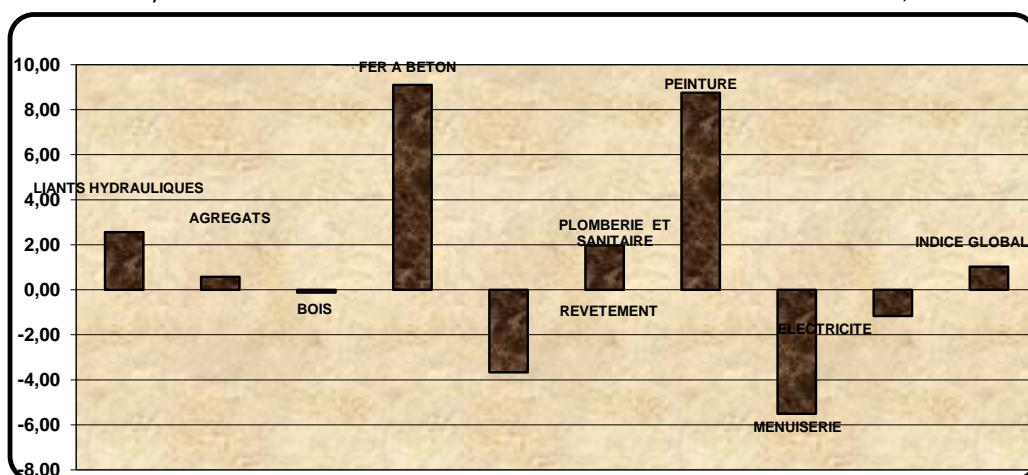 10,00
8,00
6,00
4,00
2,00
0,00
-2,00
-4,00
-6,00
-8,00
LIANTS HYDRAULIQUES
AGREGATS
BOIS
FER A BETON
REVETEMENT
PLOMBERIE ET
SANITAIRE
PEINTURE
MENUISERIE
ELECTRICITE
INDICE GLOBAL